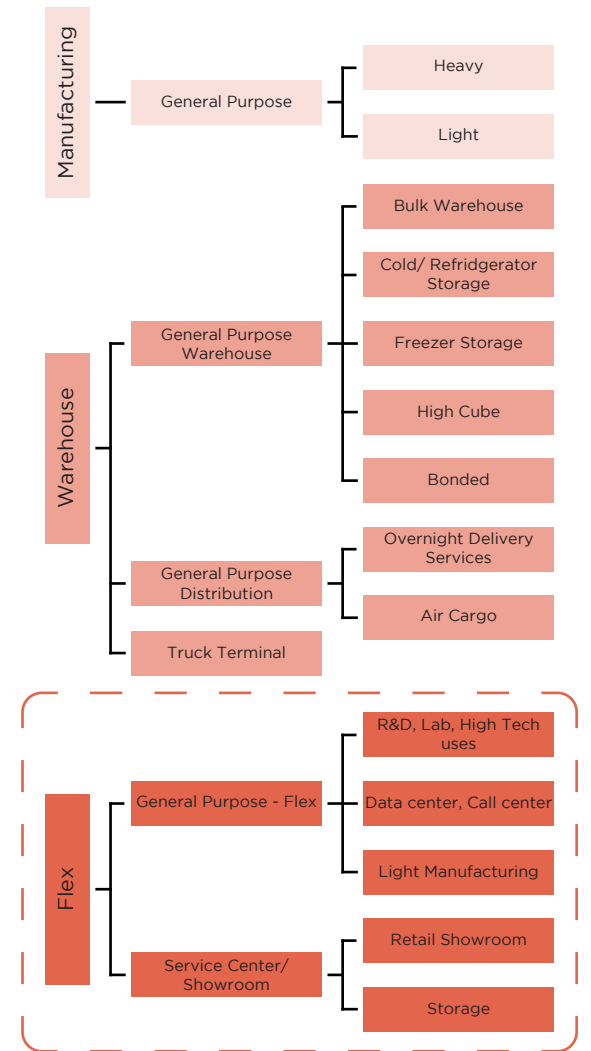 Manufacturing
General Purpose
Heavy
Light
Warehouse
General Purpose
Warehouse
Bulk Warehouse
Cold/ Refridgerator
Storage
Freezer Storage
High Cube
Bonded
General Purpose
Distribution
Overnight Delivery
Services
Air Cargo
Truck Terminal
Flex
General Purpose - Flex
R&D, Lab, High Tech
uses
Data center, Call center
Light Manufacturing
Service Center/
Showroom
Retail Showroom
Storage